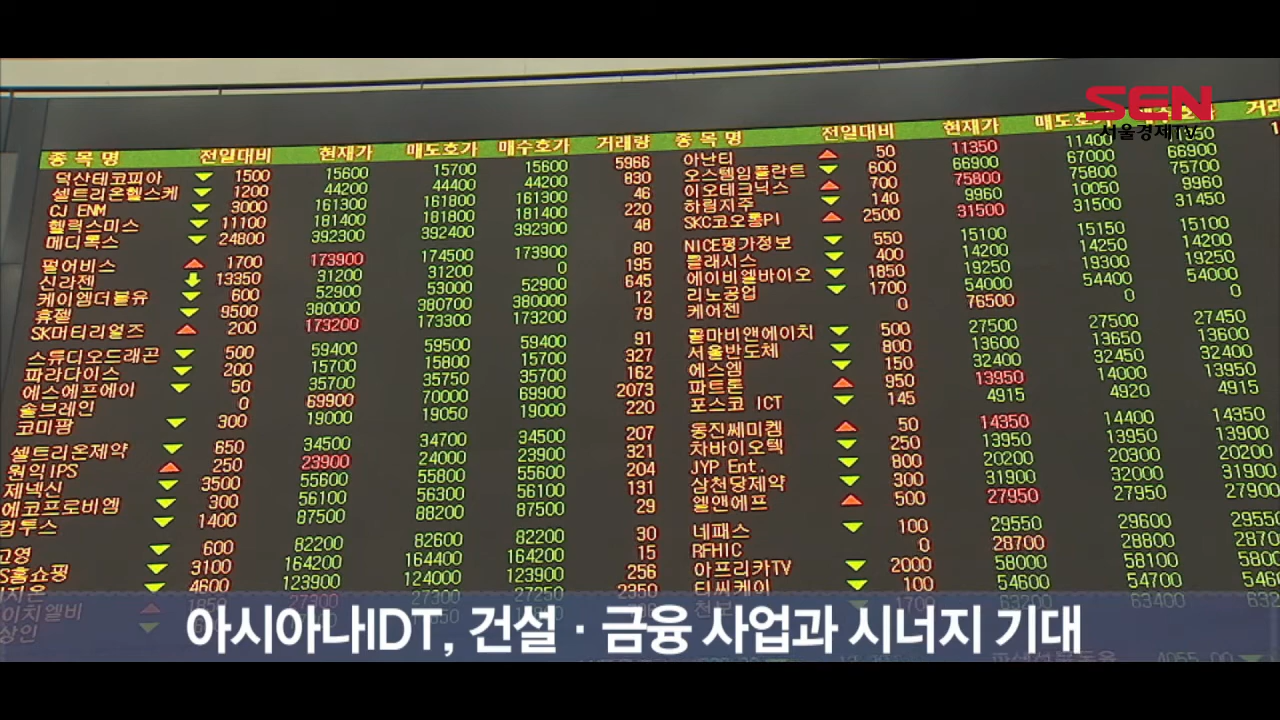 SEN
서울경제TV
종목명 전일대비 현재가 매도호가 매수호가 거래량
덕산테코피아 ▼ 1500 15600 15700 15600 5966
셀트리온헬스케 ▼ 1200 44200 44400 44200 830
CJ ENM ▼ 3000 161300 161800 161300 46
헬릭스미스 ▼ 11100 181400 181800 181400 220
메디톡스 ▼ 24800 392300 392400 392300 48
펄어비스 ▲ 1700 173900 174500 173900 80
신라젠 ↓ 13350 31200 31200 0 195
케이엠더블유 ▼ 600 52900 53000 52900 645
휴젤 ▼ 9500 380000 380700 380000 12
SK머티리얼즈 ▲ 200 173200 173300 173200 79
스튜디오드래곤 ▼ 500 59400 59500 59400 91
파라다이스 ▼ 200 15700 15800 15700 327
에스에프에이 ▼ 50 35700 35750 35700 162
솔브레인 0 69900 70000 69900 2073
코미팜 ▼ 300 19000 19050 19000 220
셀트리온제약 ▼ 650 34500 34700 34500 207
원익IPS ▲ 250 23900 24000 23900 321
제넥신 ▼ 3500 55600 55800 55600 204
에코프로비엠 ▼ 300 56100 56300 56100 131
컴투스 ▼ 1400 87500 88200 87500 29
고영 ▼ 600 82200 82600 82200 30
S홈쇼핑 ▼ 3100 164200 164400 164200 15
▼ 4600 123900 124000 123900 256
이치엘비 ▲ 1850 27300 27300 27250 2350
상인 ▼
종목명 전일대비 현재가 매도호가
아난티 ▲ 50 11350 11400
오스템임플란트 ▼ 600 66900 67000 66900
이오테크닉스 ▲ 700 75800 75800 75700
하림지주 ▼ 140 9960 10050 9960
SKC코오롱PI ▲ 2500 31500 31500 31450
NICE평가정보 ▼ 550 15100 15150 15100
클래시스 ▼ 400 14200 14250 14200
에이비엘바이오 ▼ 1850 19250 19300 19250
리노공업 ▼ 1700 54000 54400 54000
케어젠 0 76500 0 0
콜마비앤에이치 ▼ 500 27500 27500 27450
서울반도체 ▼ 800 13600 13650 13600
에스엠 ▼ 150 32400 32450 32400
파트론 ▲ 950 13950 14000 13950
포스코 ICT ▼ 145 4915 4920 4915
동진쎄미켐 ▲ 50 14350 14400 14350
차바이오텍 ▼ 250 13950 13950 13900
JYP Ent. ▼ 800 20200 20300 20200
삼천당제약 ▼ 300 31900 32000 31900
웰앤에프 ▲ 500 27950 27950 27900
네패스 ▼ 100 29550 29600
RFHIC 0 28700 28800
아프리카TV ▼ 2000 58000 58100
티씨케이 ▼ 100 54600 54700
천보 ▼ 1700 63200 63400
아시아나IDT, 건설·금융 사업과 시너지 기대